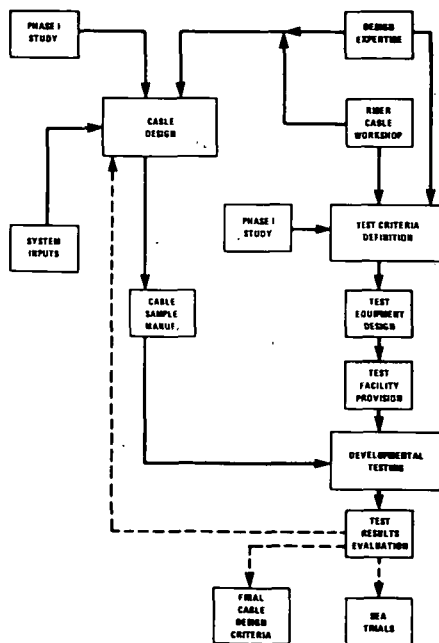 PHASE I
STUDY
DESIGN
EXPERTISE
CABLE
DESIGN
RISER
CABLE
WORKSHOP
SYSTEM
INPUTS
PHASE I
STUDY
TEST CRITERIA
DEFINITION
CABLE
SAMPLE
MANUF.
TEST
EQUIPMENT
DESIGN
TEST
FACILITY
PROVISION
DEVELOPMENTAL
TESTING
TEST
RESULTS
EVALUATION
FINAL
CABLE
DESIGN
CRITERIA
SEA
TRIALS